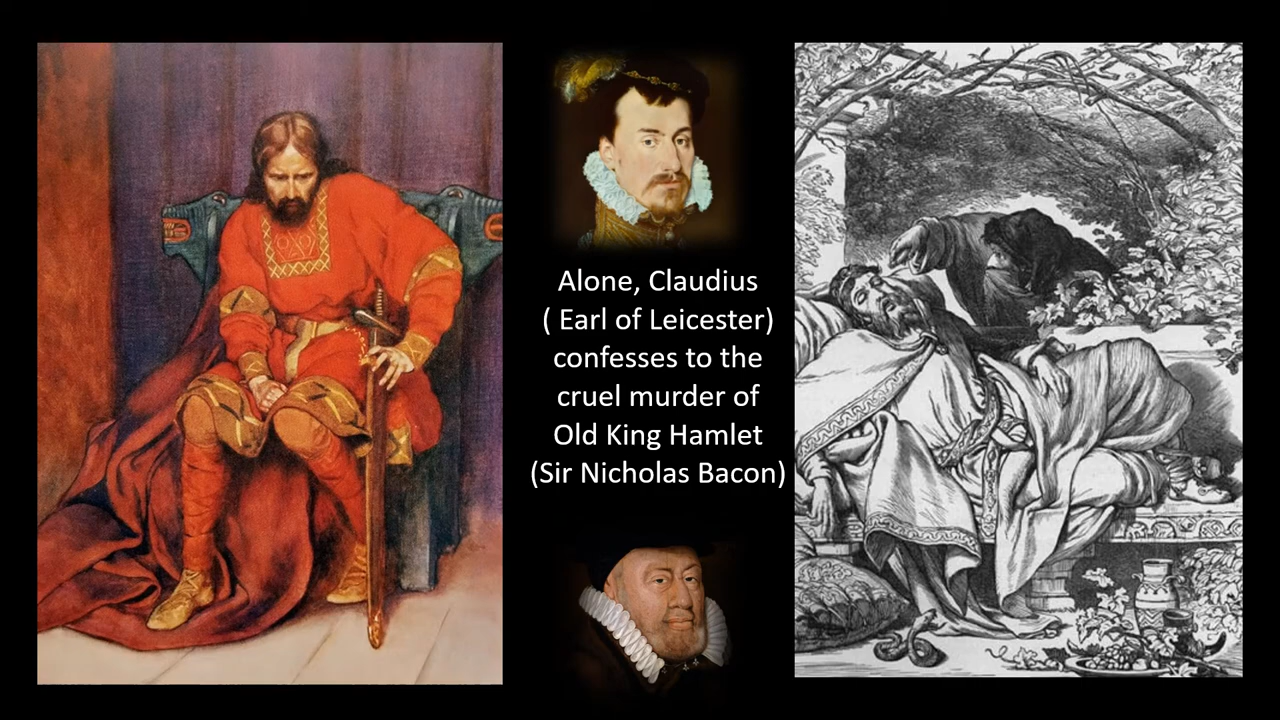 Alone, Claudius
( Earl of Leicester)
confesses to the
cruel murder of
Old King Hamlet
(Sir Nicholas Bacon)